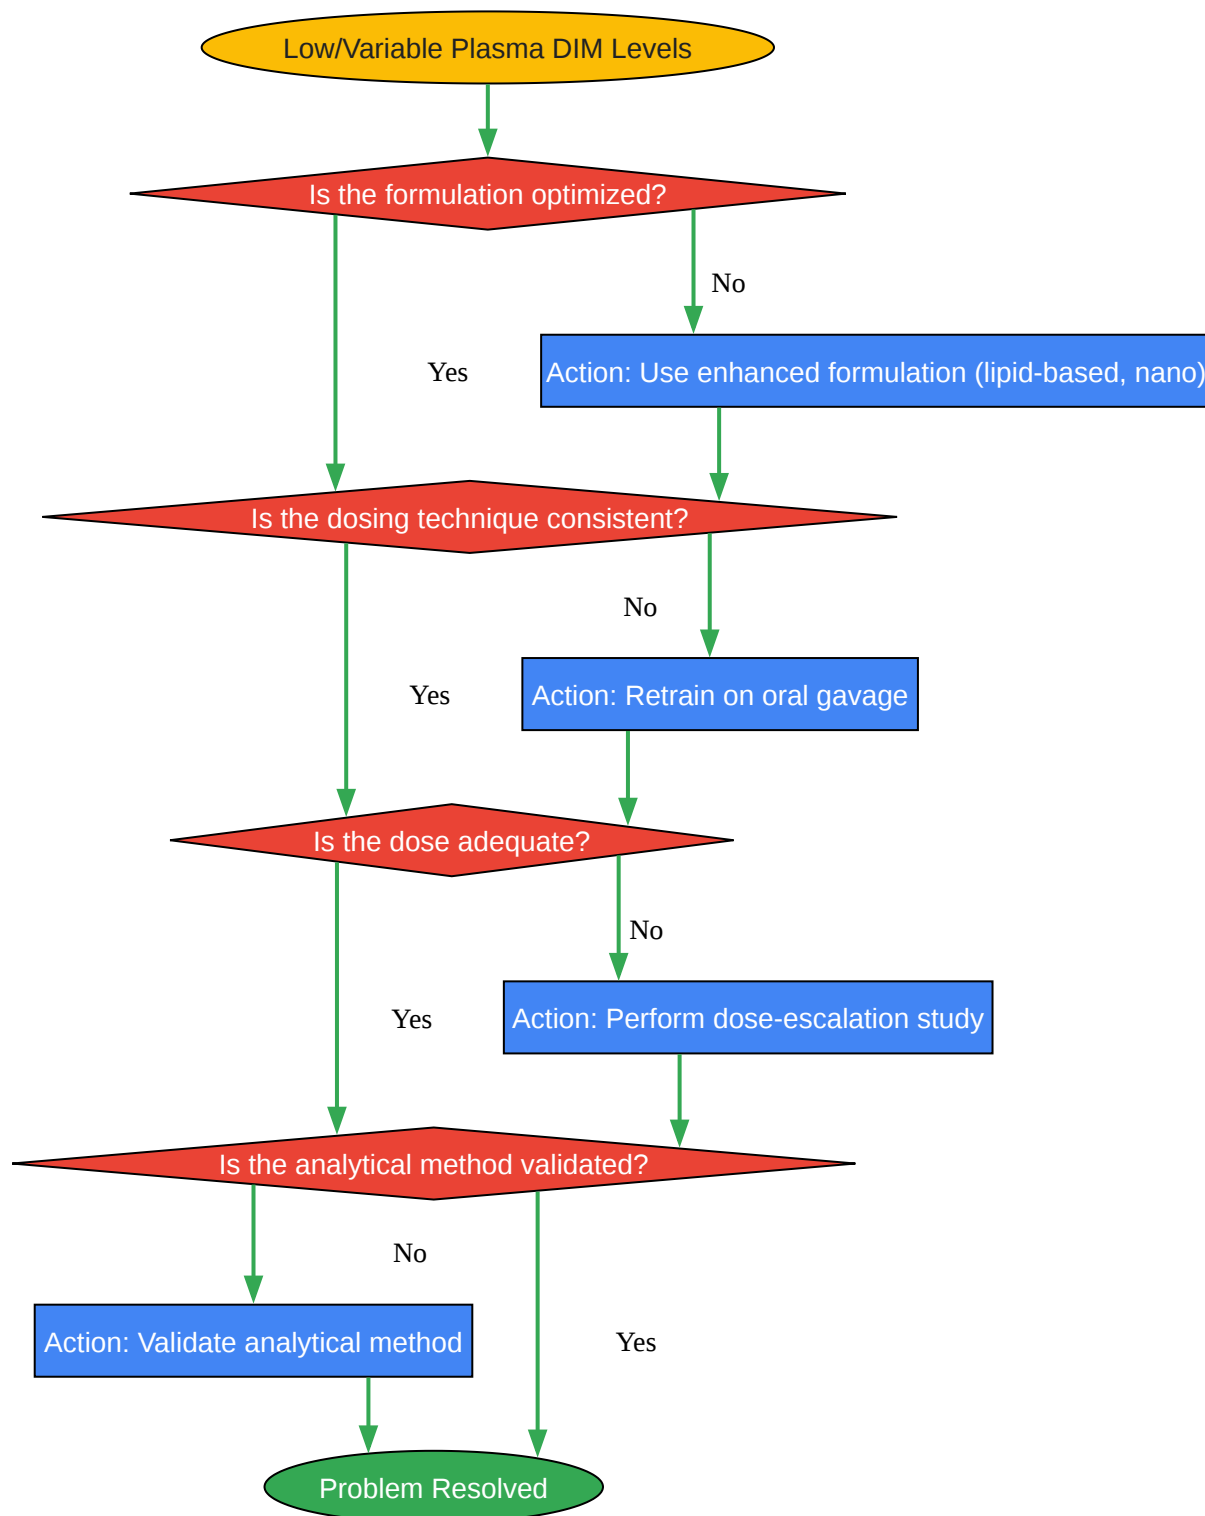 Low/Variable Plasma DIM Levels
Is the formulation optimized?
No
Yes
Action: Use enhanced formulation (lipid-based, nano)
Is the dosing technique consistent?
No
Yes
Action: Retrain on oral gavage
Is the dose adequate?
No
Yes
Action: Perform dose-escalation study
Is the analytical method validated?
No
Action: Validate analytical method
Yes
Problem Resolved